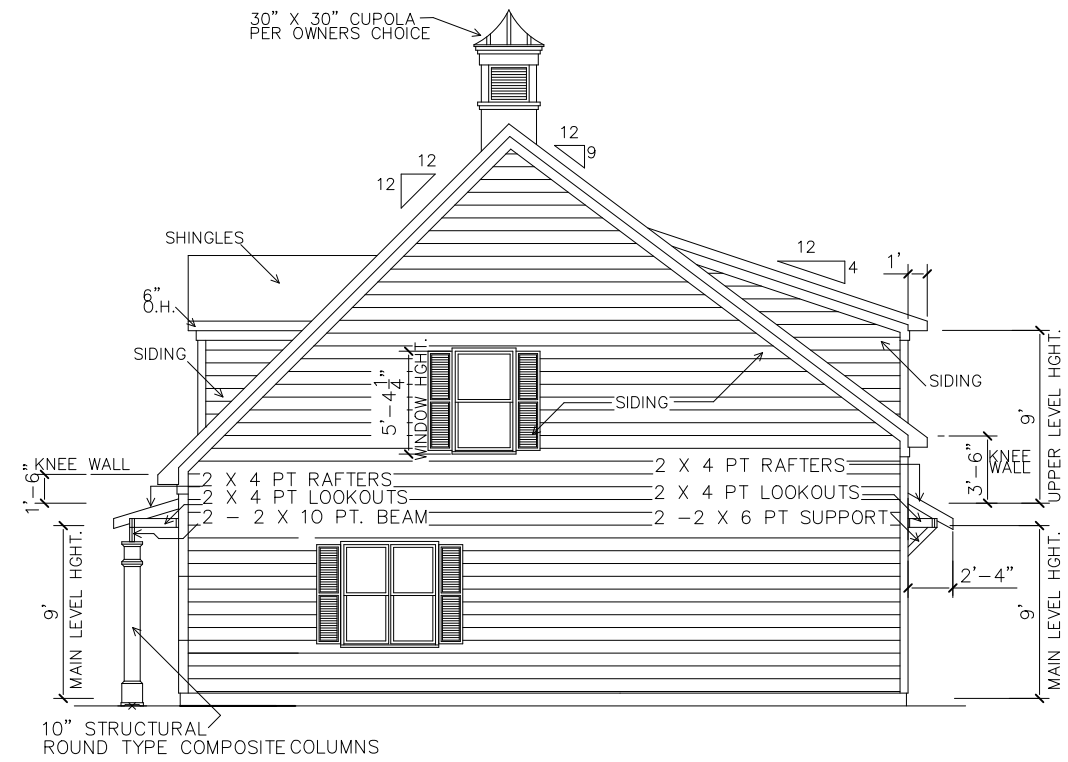 30" X 30" CUPOLA
PER OWNERS CHOICE
12
9
12
12
SHINGLES
12
4
1'
6"
O.H.
SIDING
SIDING
SIDING
5'-4 1/4"
WINDOW HGHT.
9'
UPPER LEVEL HGHT.
KNEE WALL
1'-6"
2 X 4 PT RAFTERS
2 X 4 PT LOOKOUTS
2 - 2 X 10 PT. BEAM
2 X 4 PT RAFTERS
2 X 4 PT LOOKOUTS
2 -2 X 6 PT SUPPORT
3'-6"
KNEE
WALL
2'-4"
9'
MAIN LEVEL HGHT.
9'
MAIN LEVEL HGHT.
10" STRUCTURAL
ROUND TYPE COMPOSITE COLUMNS